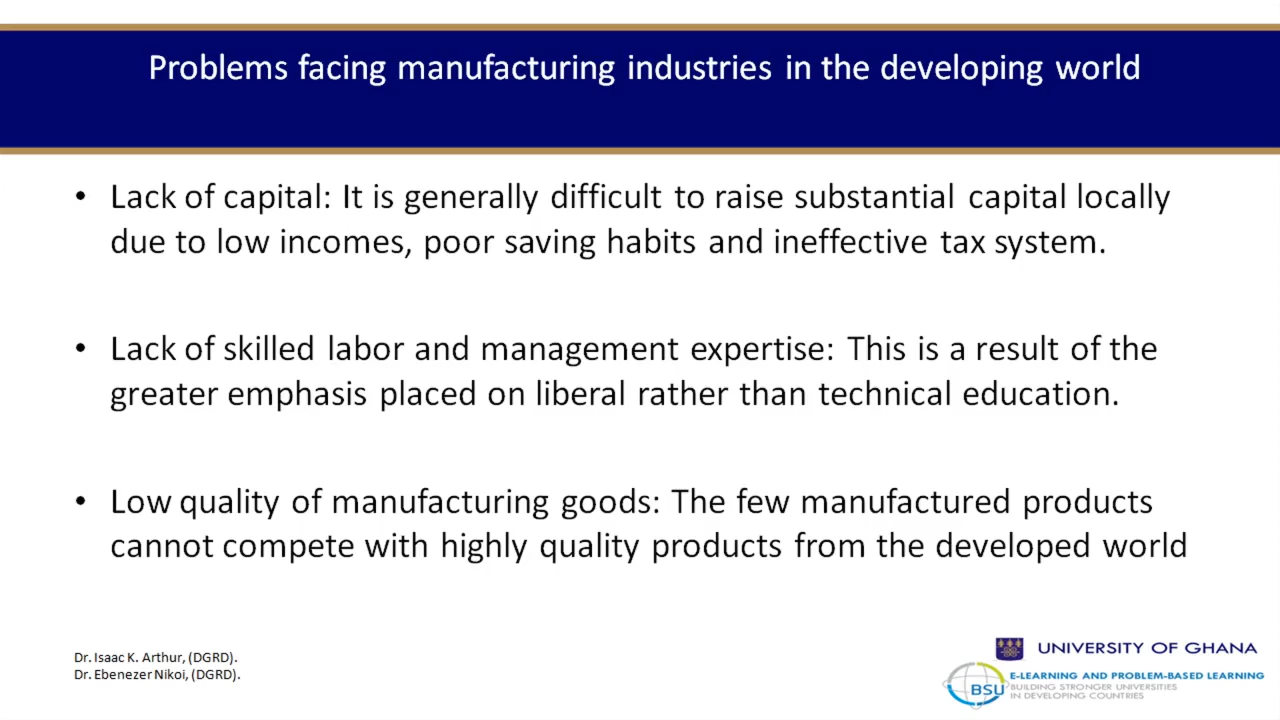 Problems facing manufacturing industries in the developing world
• Lack of capital: It is generally difficult to raise substantial capital locally
due to low incomes, poor saving habits and ineffective tax system.
• Lack of skilled labor and management expertise: This is a result of the
greater emphasis placed on liberal rather than technical education.
• Low quality of manufacturing goods: The few manufactured products
cannot compete with highly quality products from the developed world
Dr. Isaac K. Arthur, (DGRD).
Dr. Ebenezer Nikoi, (DGRD).
UNIVERSITY OF GHANA
BSU
E-LEARNING AND PROBLEM-BASED LEARNING
BUILDING STRONGER UNIVERSITIES
IN DEVELOPING COUNTRIES